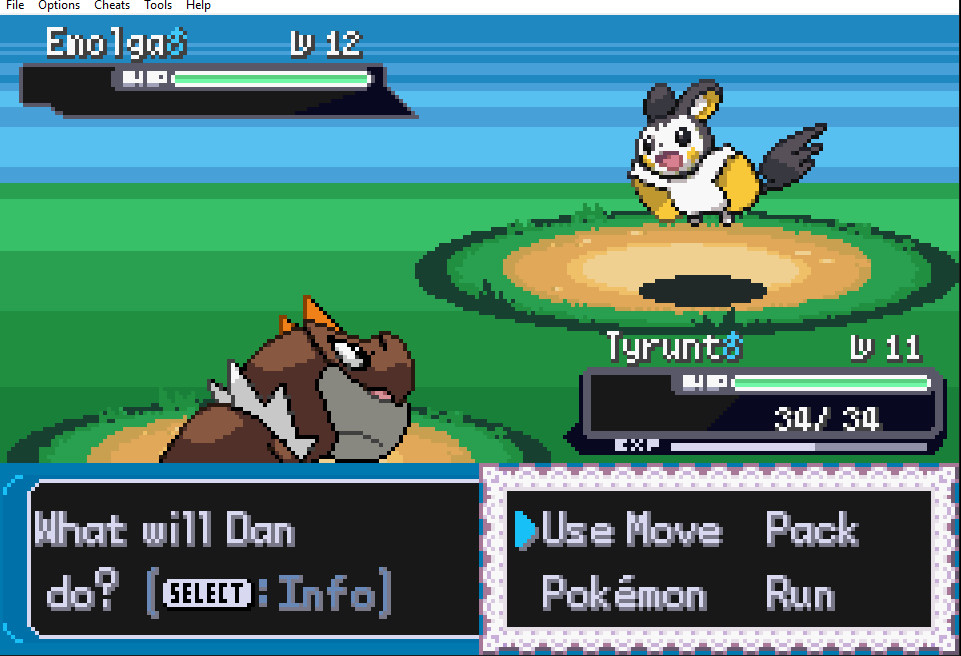 File Options Cheats Tools Help
Emolga♂ Lv 12
HP
Tyrunt♂ Lv 11
HP
34/ 34
EXP
What will Dan
do? (SELECT: Info)
Use Move Pack
Pokémon Run